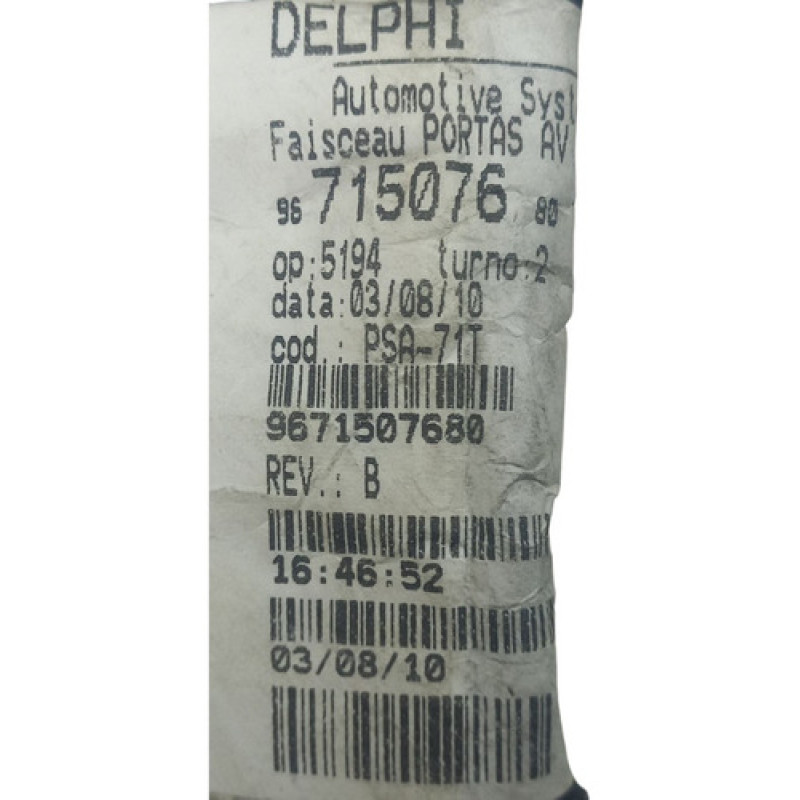 DELPHI
Automotive Syst
Faisceau PORTAS AV
96 715076 80
op:5194 turno:2
data:03/08/10
cod.: PSA-71T
9671507680
REV.: B
16:46:52
03/08/10